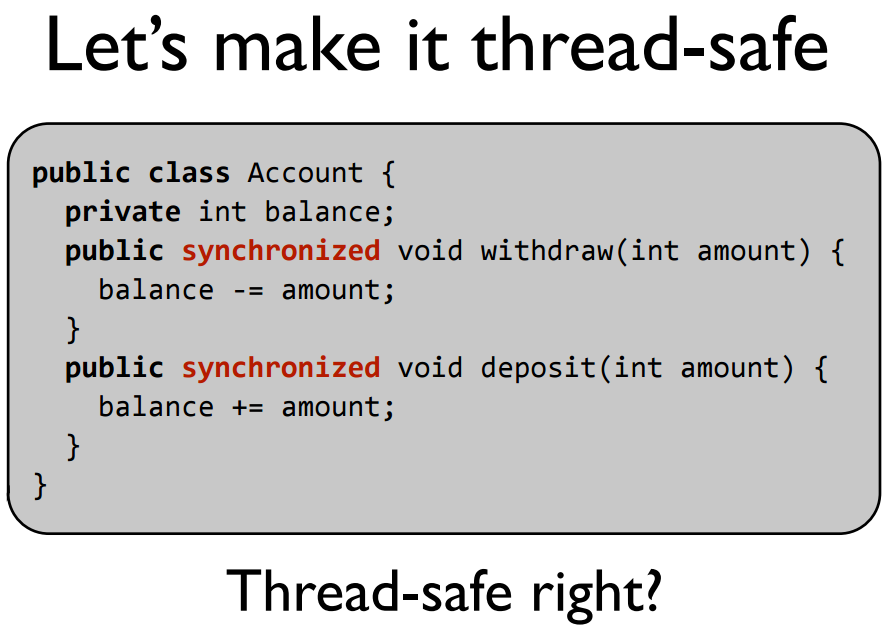 Let’s make it thread-safe
public class Account {
  private int balance;
  public synchronized void withdraw(int amount) {
    balance -= amount;
  }
  public synchronized void deposit(int amount) {
    balance += amount;
  }
}
Thread-safe right?